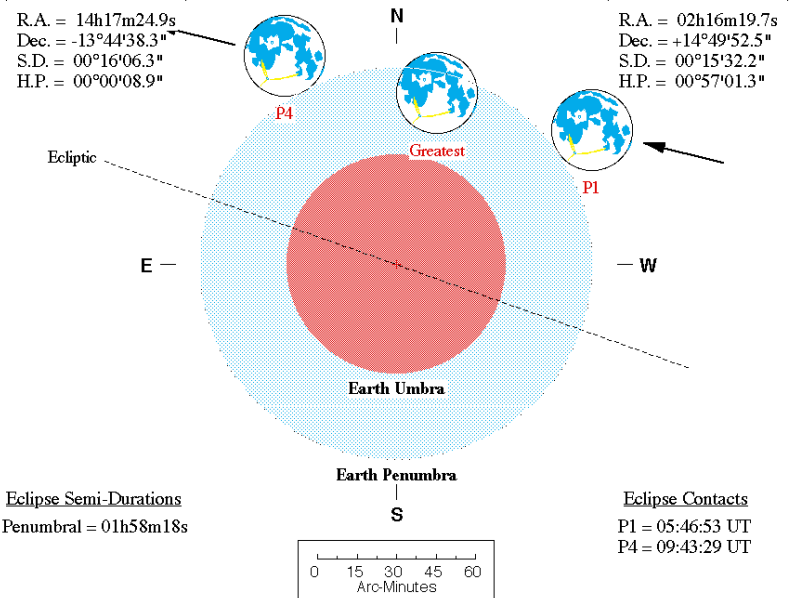 R.A. = 14h17m24.9s
Dec. = -13°44'38.3"
S.D. = 00°16'06.3"
H.P. = 00°00'08.9"
N
R.A. = 02h16m19.7s
Dec. = +14°49'52.5"
S.D. = 00°15'32.2"
H.P. = 00°57'01.3"
P4
Greatest
P1
Ecliptic
E
W
Earth Umbra
Earth Penumbra
S
Eclipse Semi-Durations
Penumbral = 01h58m18s
Eclipse Contacts
P1 = 05:46:53 UT
P4 = 09:43:29 UT
0 15 30 45 60
Arc-Minutes